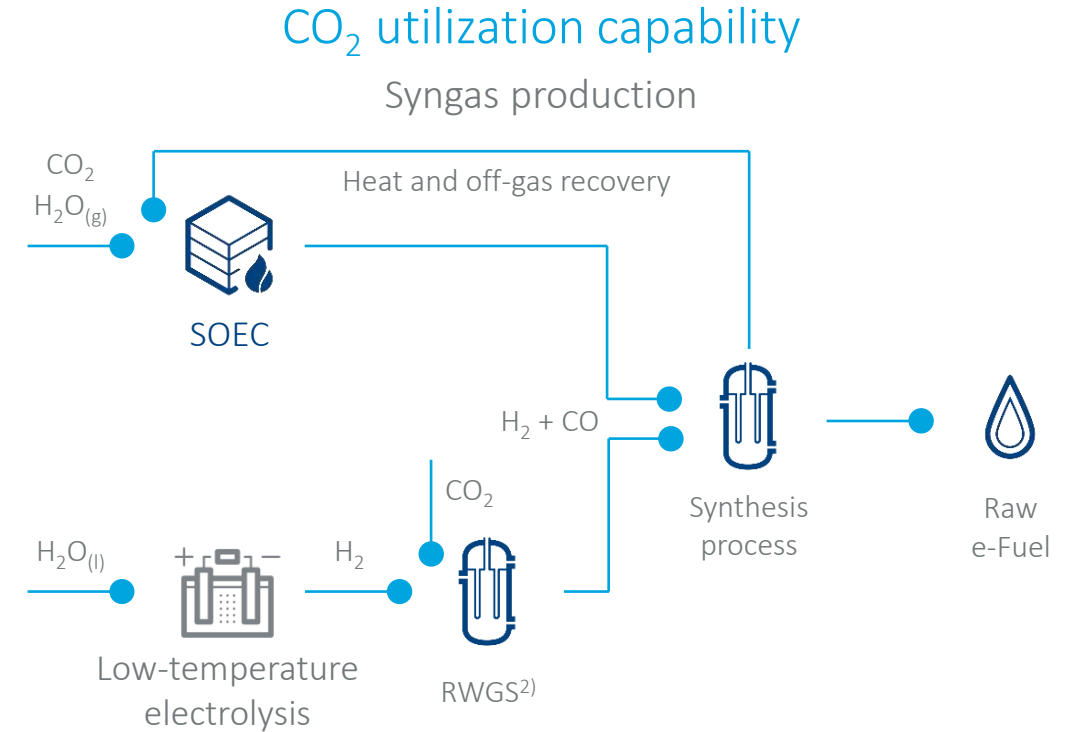 CO₂ utilization capability
Syngas production
CO₂
H₂O₍g₎
Heat and off-gas recovery
SOEC
H₂ + CO
CO₂
Synthesis
process
Raw
e-Fuel
H₂O₍l₎
+ −
H₂
Low-temperature
electrolysis
RWGS²⁾